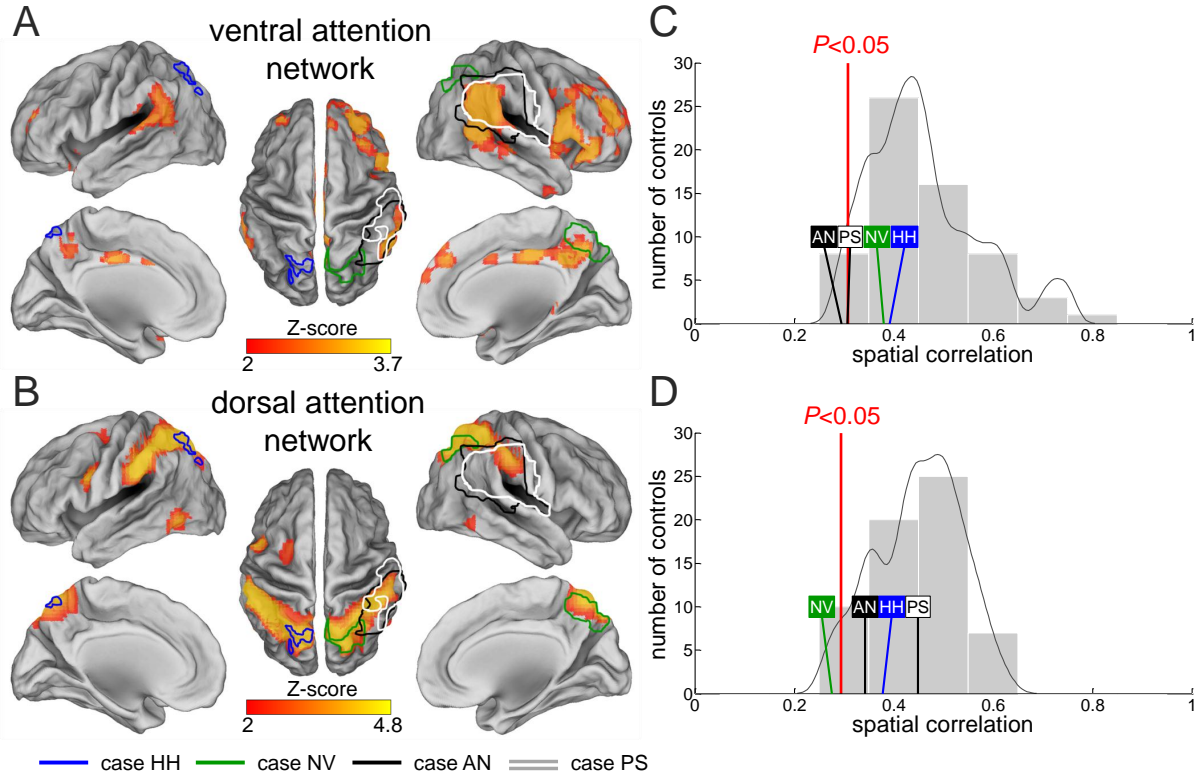 A
ventral attention
network
Z-score
2
3.7
B
dorsal attention
network
Z-score
2
4.8
case HH
case NV
case AN
case PS
C
P<0.05
number of controls
30
25
20
15
10
5
0
AN
PS
NV
HH
0
0.2
0.4
0.6
0.8
1
spatial correlation
D
P<0.05
number of controls
30
25
20
15
10
5
0
NV
AN
HH
PS
0
0.2
0.4
0.6
0.8
1
spatial correlation